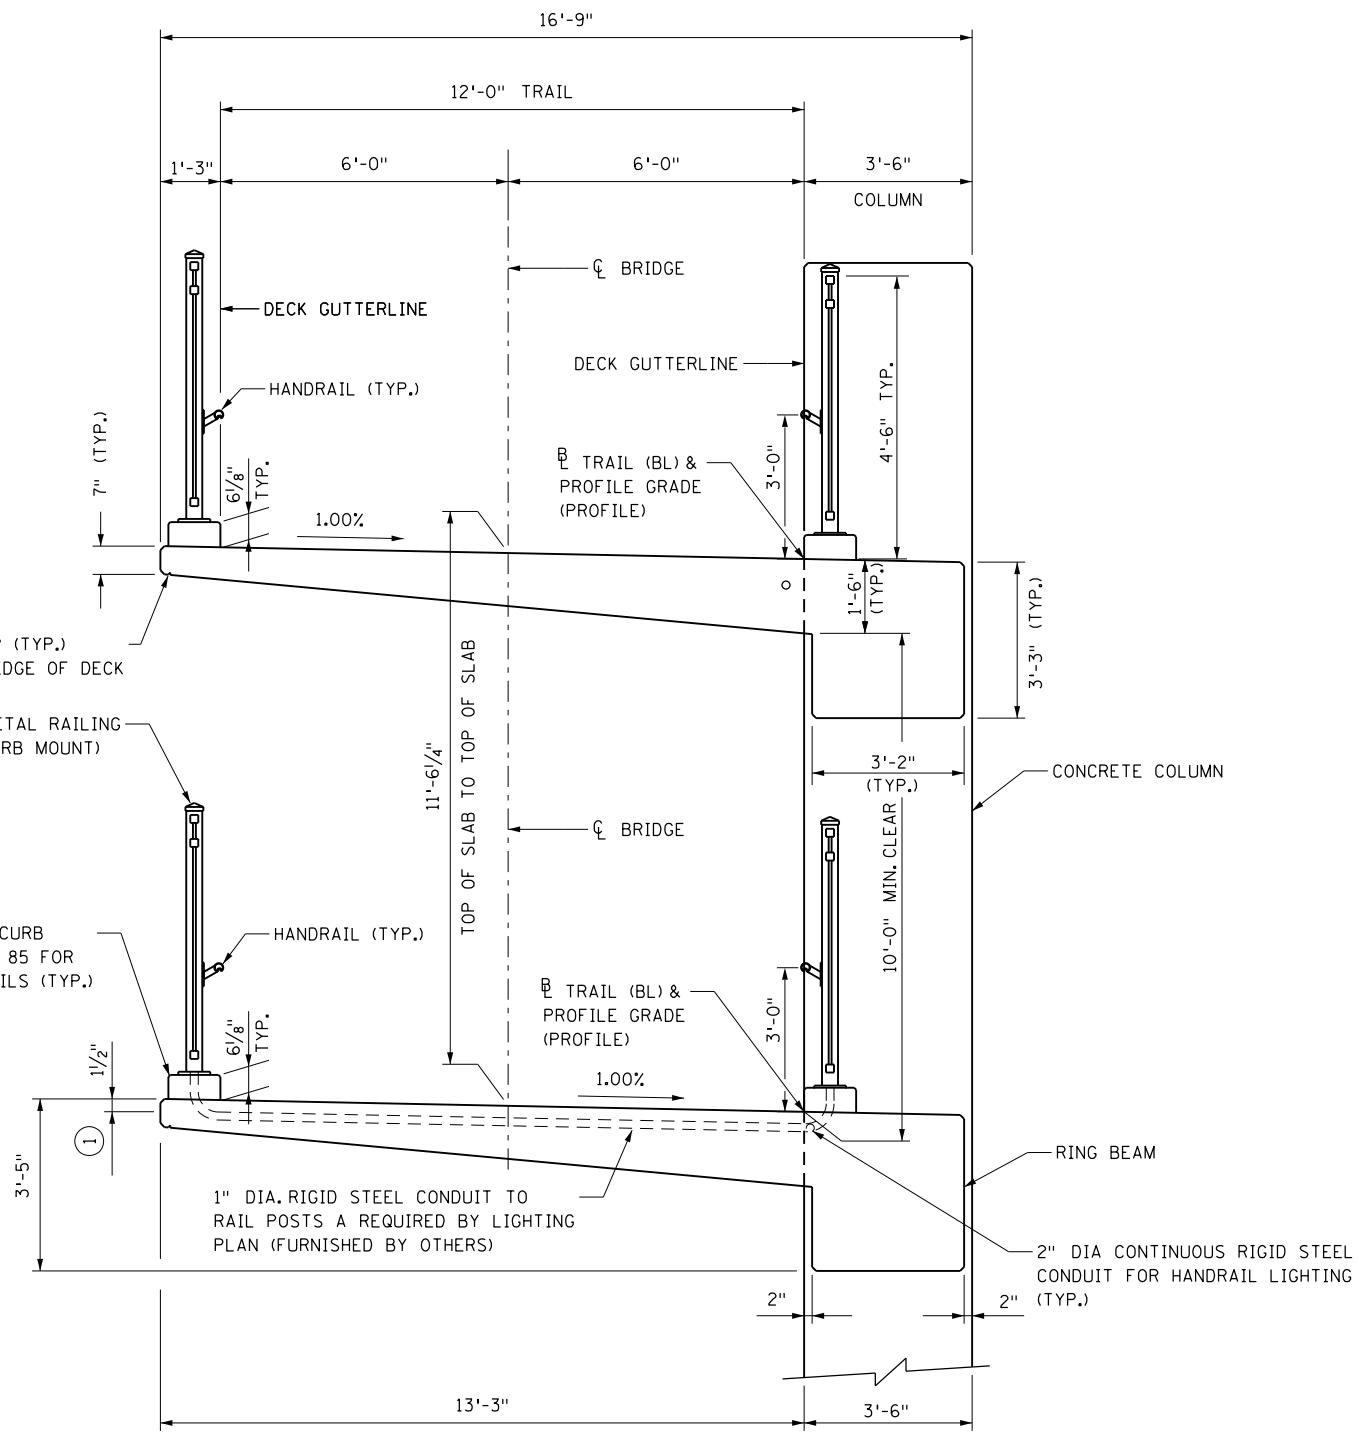 16'-9"
12'-0" TRAIL
1'-3"
6'-0"
6'-0"
3'-6"
COLUMN
℄ BRIDGE
DECK GUTTERLINE
DECK GUTTERLINE
HANDRAIL (TYP.)
7" (TYP.)
6⅛"
TYP.
1.00%
4'-6" TYP.
3'-0"
BL TRAIL (BL) &
PROFILE GRADE
(PROFILE)
1'-6"
(TYP.)
3'-3" (TYP.)
(TYP.)
EDGE OF DECK
ETAL RAILING
RB MOUNT)
11'-6¼"
TOP OF SLAB TO TOP OF SLAB
3'-2"
(TYP.)
CONCRETE COLUMN
℄ BRIDGE
10'-0" MIN. CLEAR
CURB
85 FOR
ILS (TYP.)
HANDRAIL (TYP.)
BL TRAIL (BL) &
PROFILE GRADE
(PROFILE)
3'-0"
6⅛"
TYP.
1½"
1
1.00%
3'-5"
RING BEAM
1" DIA. RIGID STEEL CONDUIT TO
RAIL POSTS A REQUIRED BY LIGHTING
PLAN (FURNISHED BY OTHERS)
2" DIA CONTINUOUS RIGID STEEL
CONDUIT FOR HANDRAIL LIGHTING
(TYP.)
2"
2"
13'-3"
3'-6"